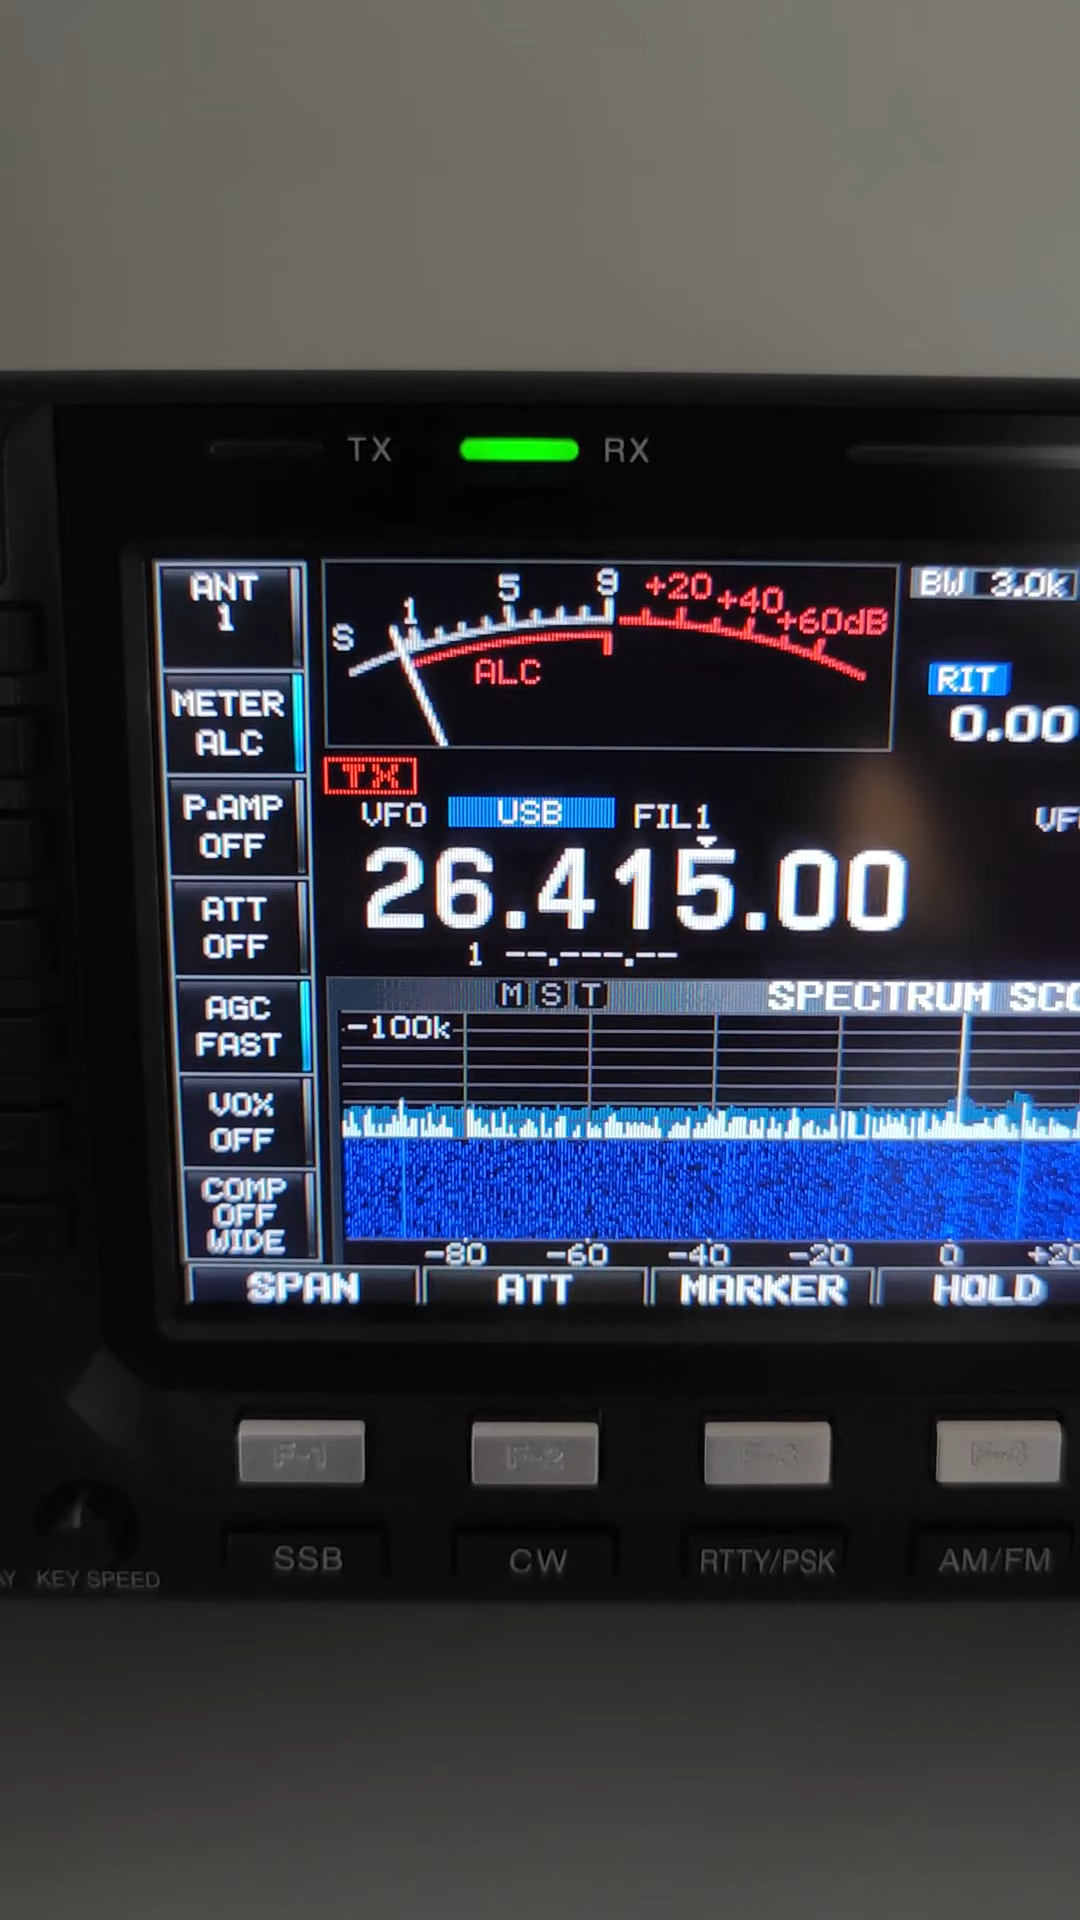 TX RX
ANT
1
METER
ALC
P.AMP
OFF
ATT
OFF
AGC
FAST
VOX
OFF
COMP
OFF
WIDE
S 1 5 9 +20 +40 +60dB
ALC
BW 3.0k
RIT
0.00
TX
VFO USB FIL1
26.415.00
1 --.---.--
M S T SPECTRUM
-100k
-80 -60 -40 -20 0 +20
SPAN ATT MARKER HOLD
F-1 F-2 F-3 F-4
SSB CW RTTY/PSK AM/FM
KEY SPEED